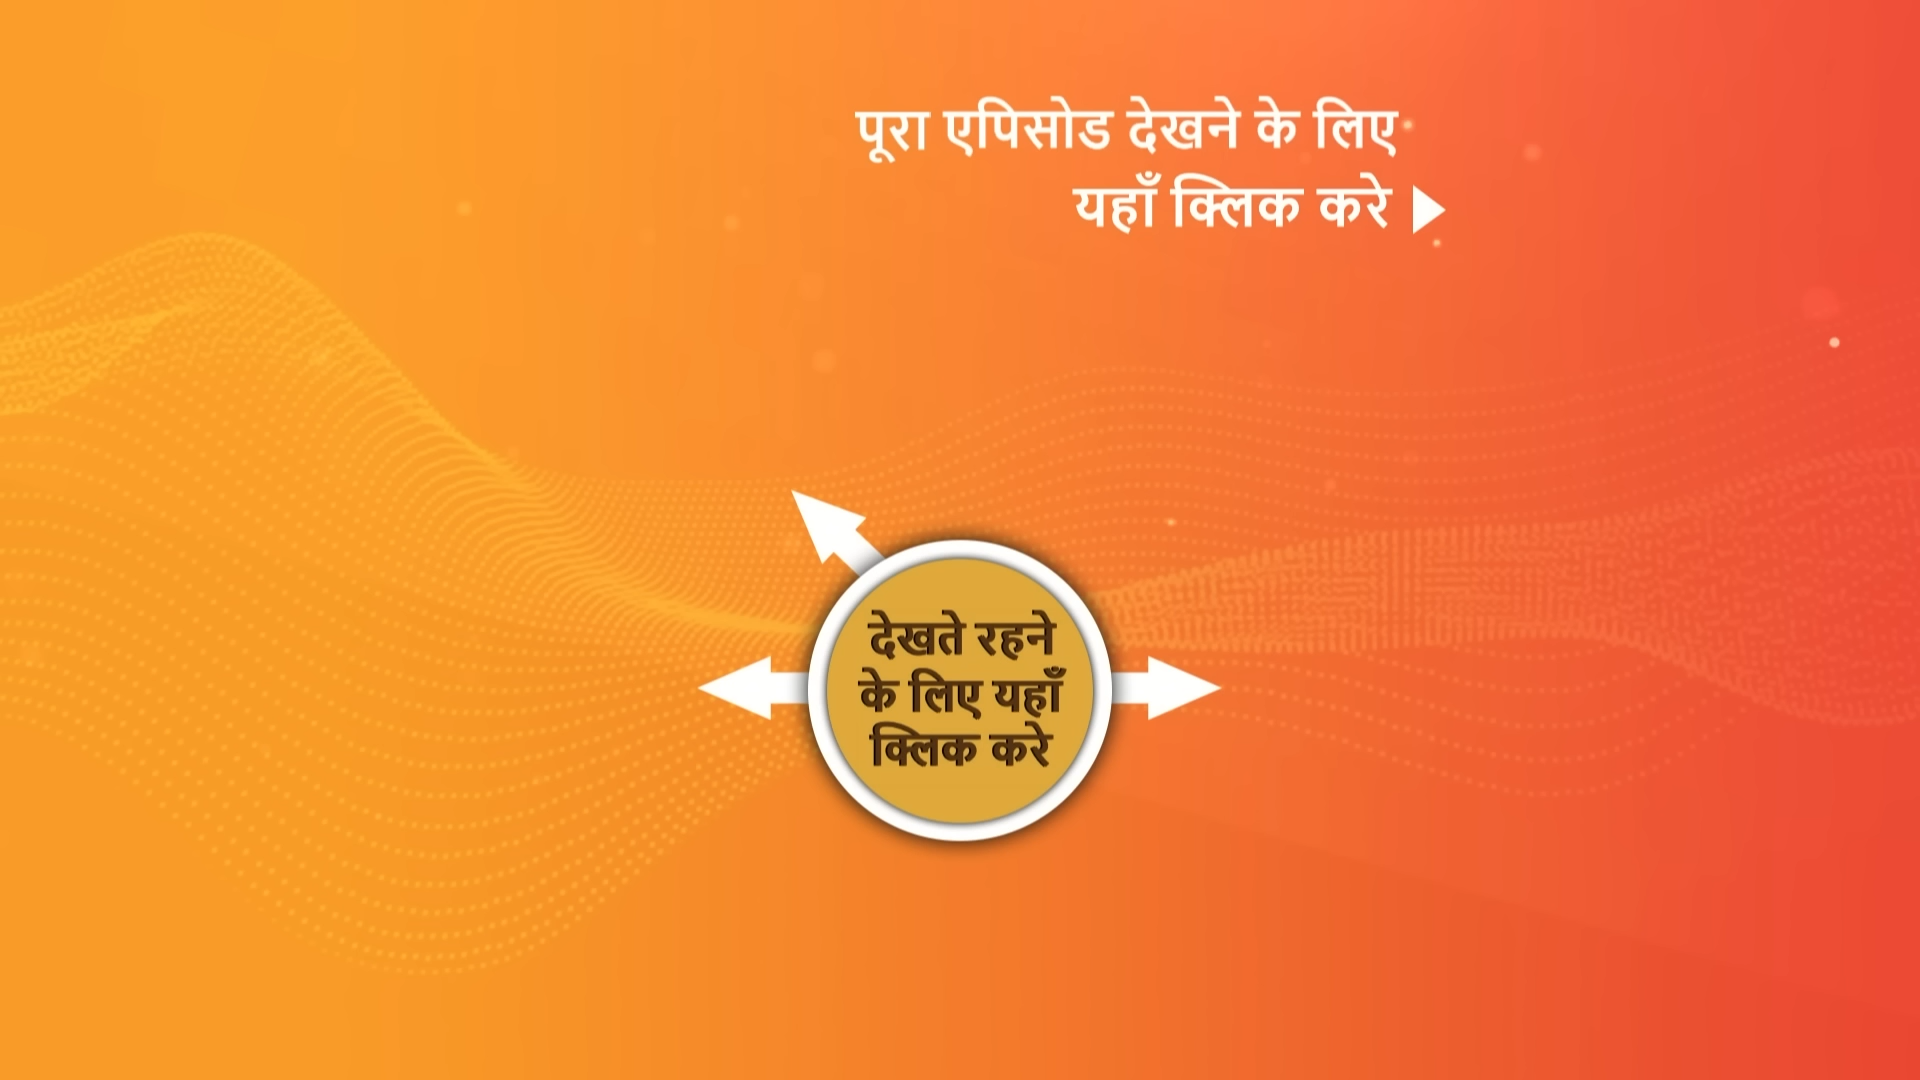 पूरा एपिसोड देखने के लिए
यहाँ क्लिक करे
देखते रहने
के लिए यहाँ
क्लिक करे